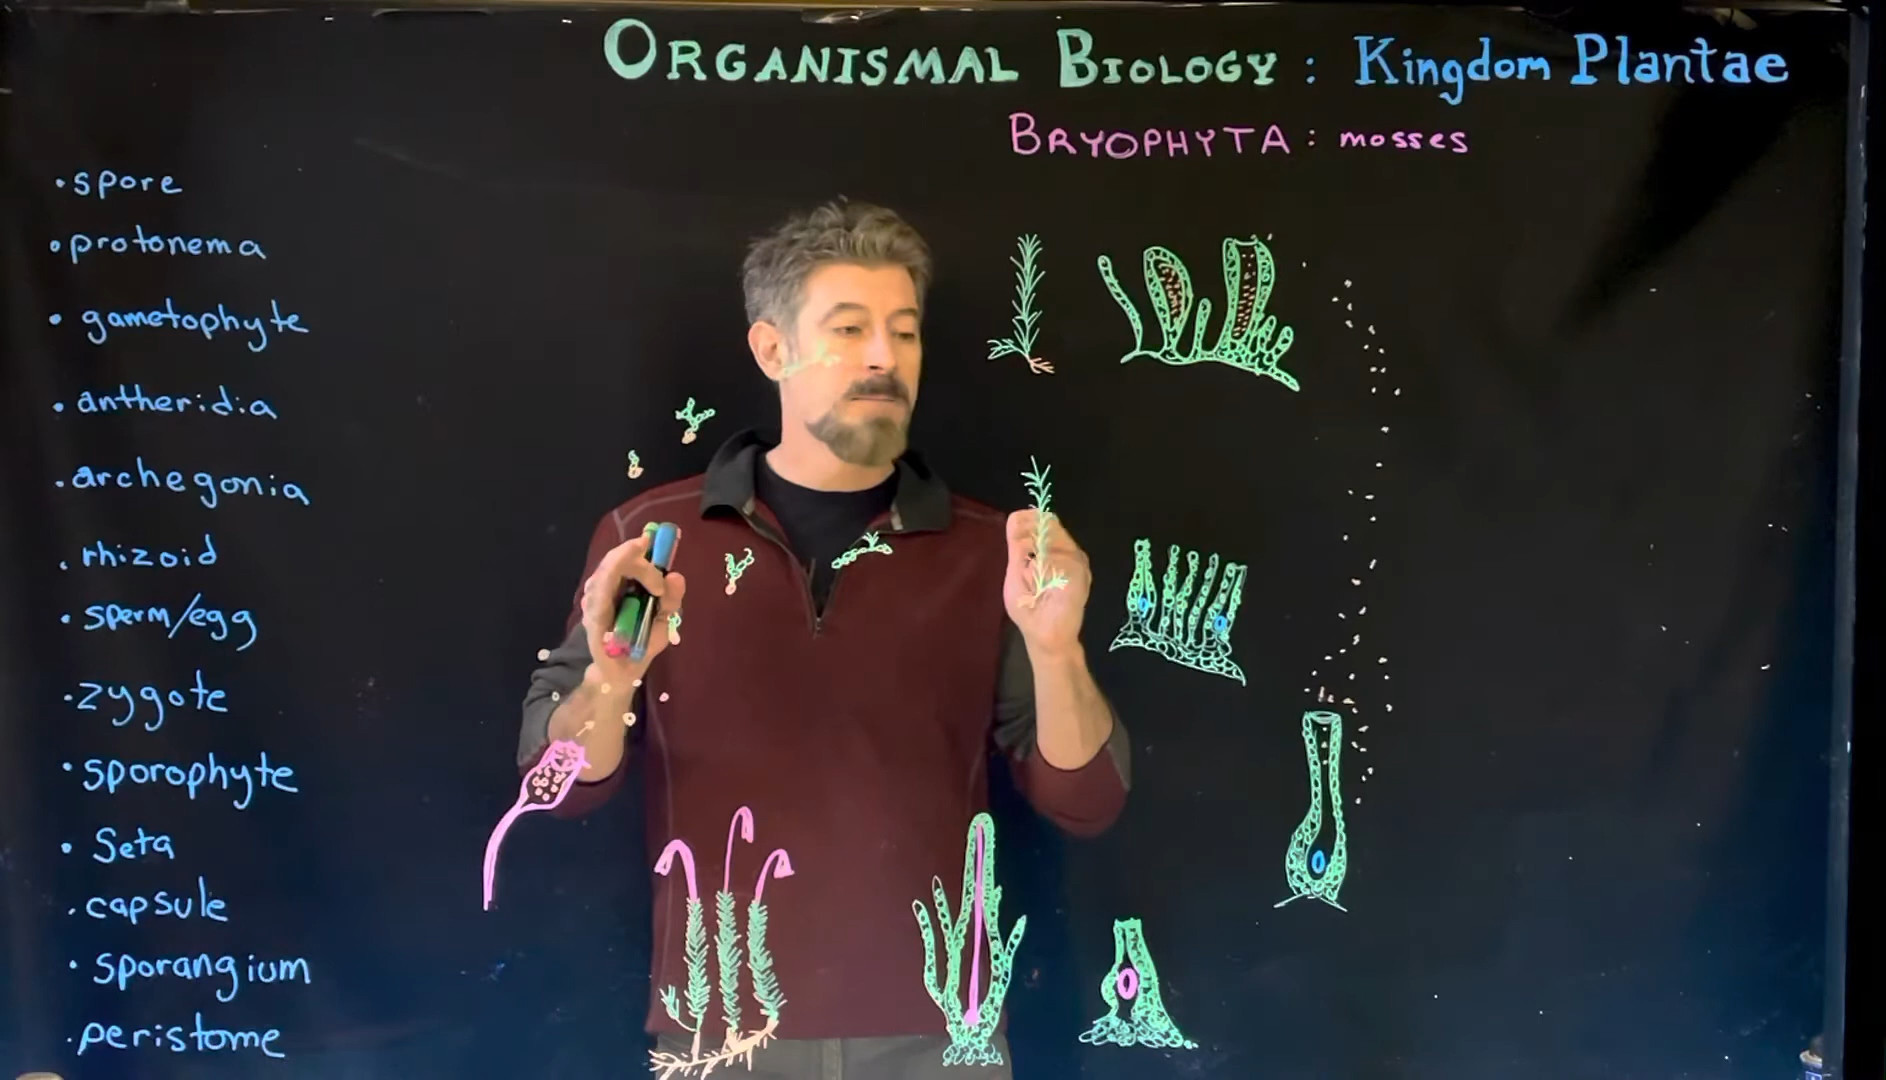 ORGANISMAL BIOLOGY : Kingdom Plantae
BRYOPHYTA : mosses
• spore
• protonema
• gametophyte
• antheridia
• archegonia
• rhizoid
• sperm/egg
• zygote
• sporophyte
• Seta
• capsule
• sporangium
• peristome